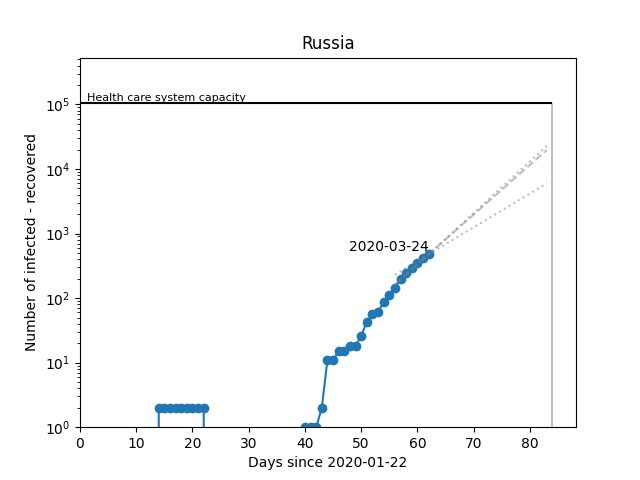 Russia
Health care system capacity
2020-03-24
Number of infected - recovered
10^5
10^4
10^3
10^2
10^1
10^0
0 10 20 30 40 50 60 70 80
Days since 2020-01-22